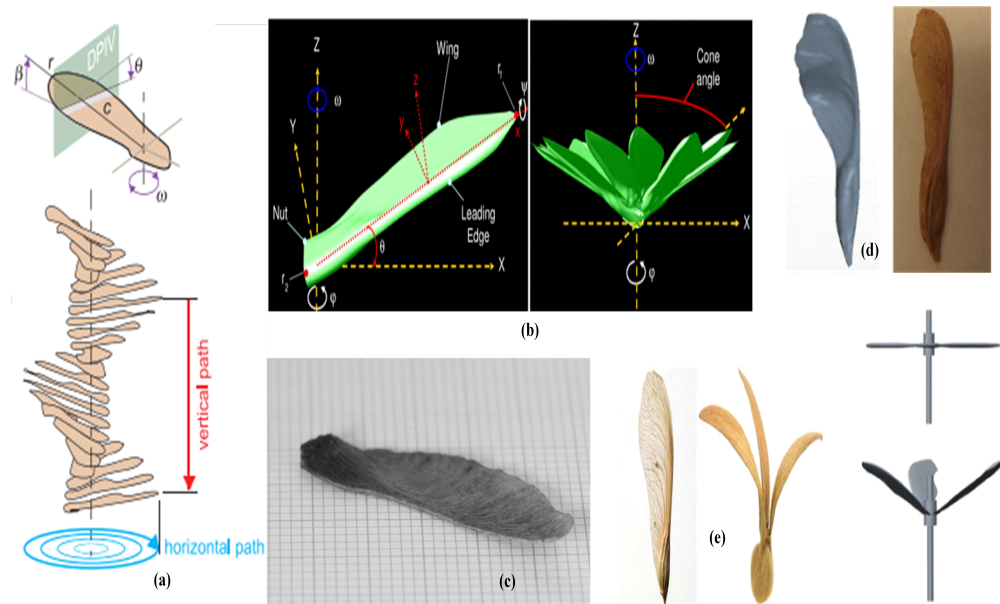 DPIV
r
β
θ
c
ω
vertical path
horizontal path
(a)
Z
ω
Wing
r1
ψ
Z
X
Y
y
Nut
Leading
Edge
θ
X
r2
φ
Z
ω
Cone
angle
X
φ
(b)
(c)
(d)
(e)